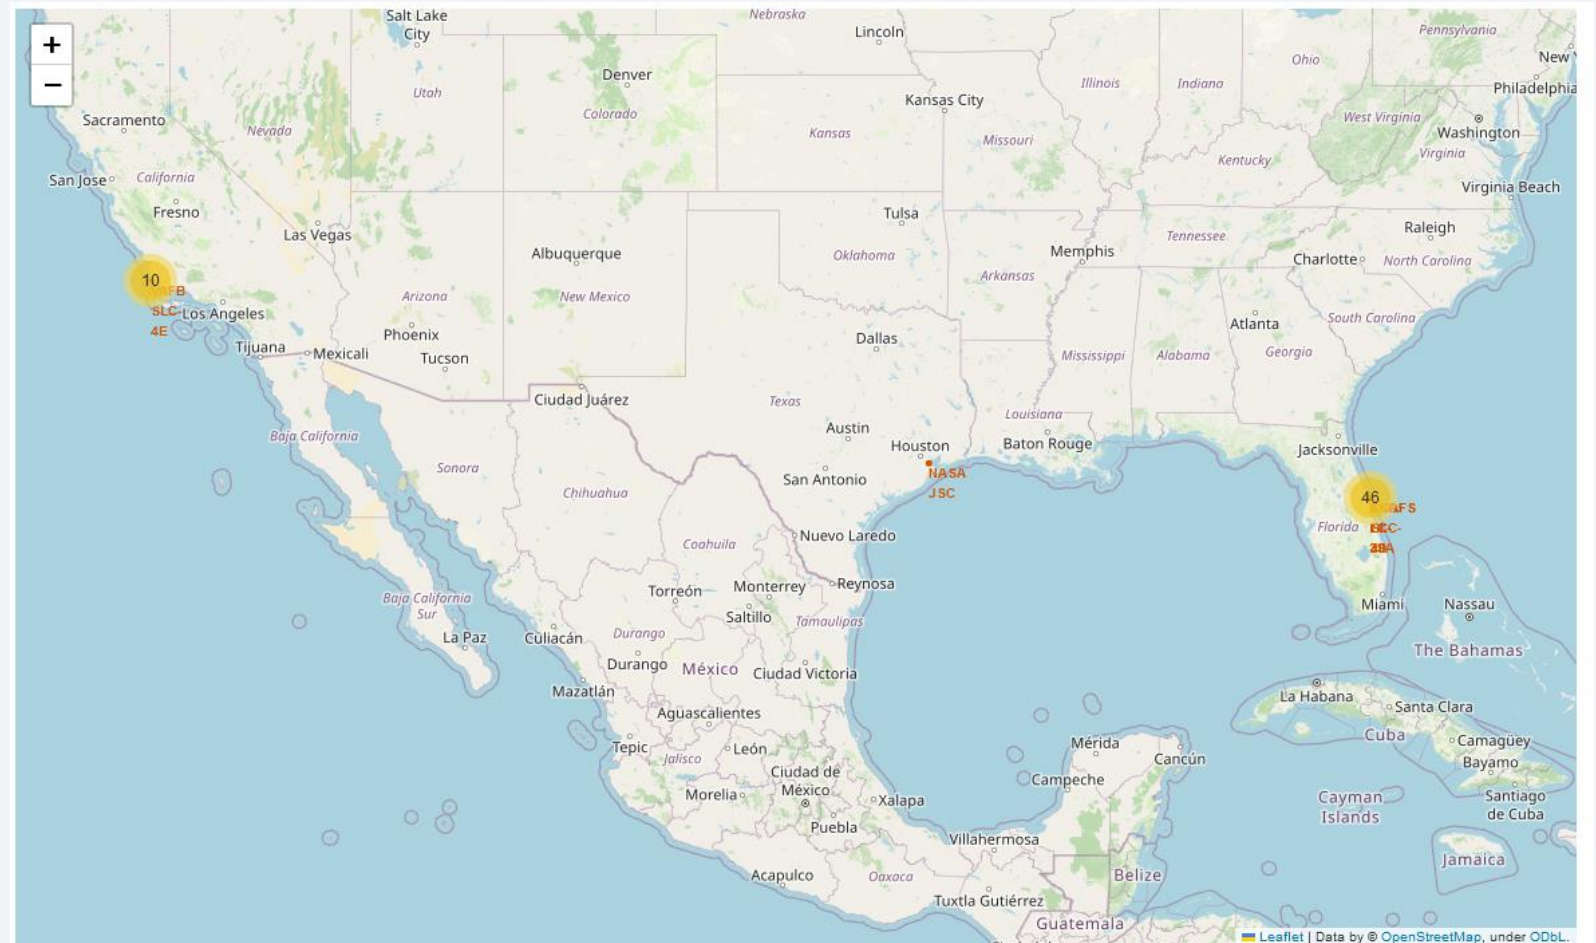 +
−
Salt Lake
City
Nebraska
Lincoln
Pennsylvania
Ohio
New
Denver
Utah
Colorado
Kansas City
Illinois
Indiana
Philadelphia
Sacramento
Nevada
Kansas
Missouri
West Virginia
Washington
Virginia
Kentucky
San Jose
California
Virginia Beach
Fresno
Las Vegas
Tulsa
Raleigh
Tennessee
Albuquerque
Oklahoma
Memphis
Charlotte
North Carolina
10
Arizona
New Mexico
Arkansas
SLC-
4E
Los Angeles
Phoenix
Atlanta
South Carolina
Tijuana
Mexicali
Tucson
Dallas
Mississippi
Alabama
Georgia
Ciudad Juárez
Texas
Louisiana
Baja California
Austin
Houston
Baton Rouge
Jacksonville
Sonora
NASA
JSC
San Antonio
Chihuahua
46
Florida
Coahuila
Nuevo Laredo
Torreón
Monterrey
Reynosa
Baja California
Sur
Saltillo
Tamaulipas
Miami
Nassau
La Paz
Culiacán
Durango
Durango
México
Ciudad Victoria
The Bahamas
Mazatlán
La Habana
Santa Clara
Aguascalientes
Cuba
Camagüey
Tepic
León
Jalisco
Mérida
Cancún
Bayamo
Ciudad de
México
Campeche
Morelia
Xalapa
Cayman
Islands
Santiago
de Cuba
Puebla
Villahermosa
Jamaica
Acapulco
Oaxaca
Belize
Tuxtla Gutiérrez
Guatemala
Leaflet | Data by © OpenStreetMap, under ODbL.